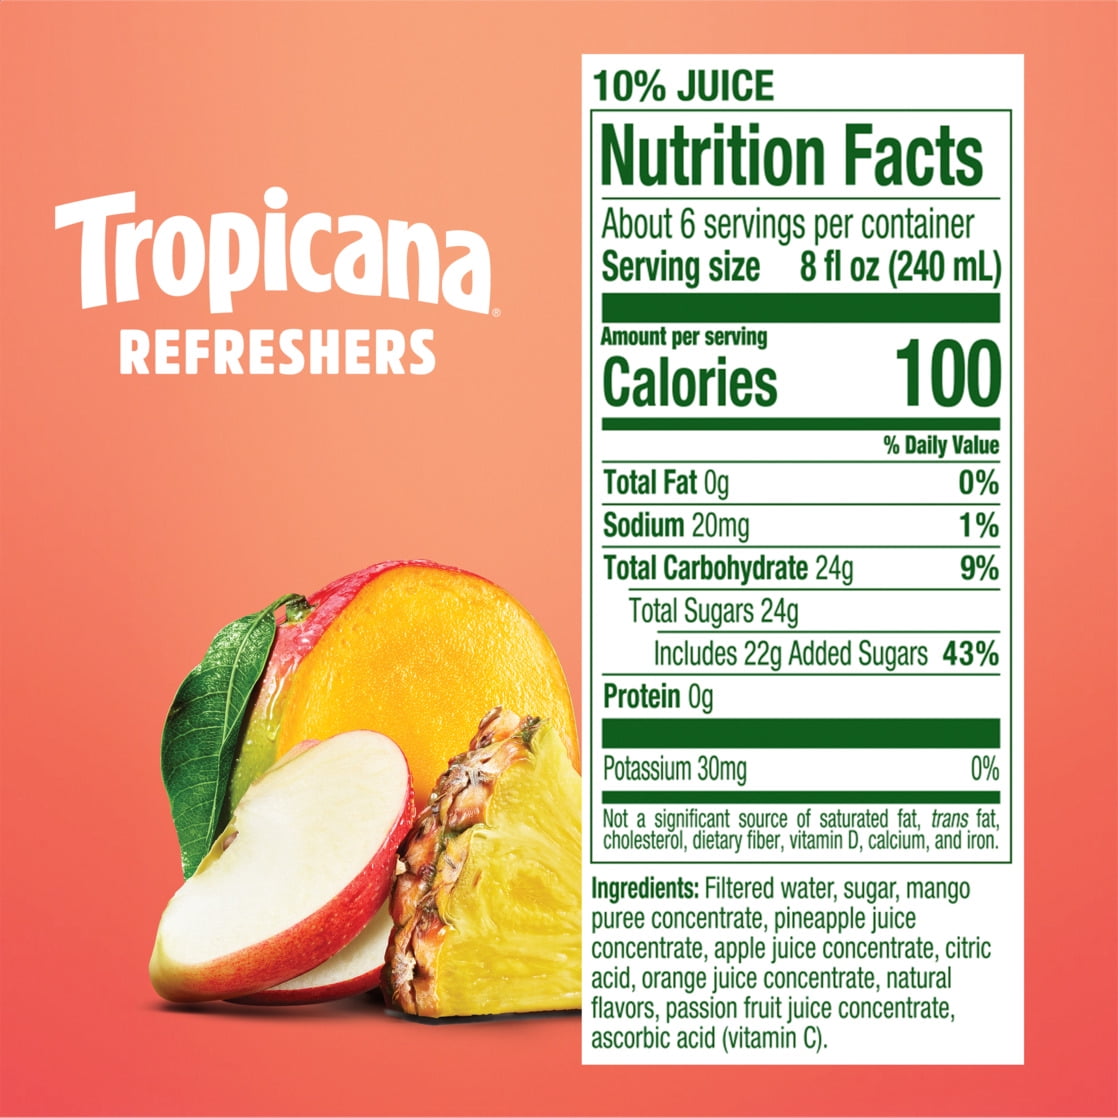 Tropicana®
REFRESHERS
10% JUICE
Nutrition Facts
About 6 servings per container
Serving size 8 fl oz (240 mL)
Amount per serving
Calories 100
% Daily Value
Total Fat 0g 0%
Sodium 20mg 1%
Total Carbohydrate 24g 9%
Total Sugars 24g
Includes 22g Added Sugars 43%
Protein 0g
Potassium 30mg 0%
Not a significant source of saturated fat, trans fat,
cholesterol, dietary fiber, vitamin D, calcium, and iron.
Ingredients: Filtered water, sugar, mango
puree concentrate, pineapple juice
concentrate, apple juice concentrate, citric
acid, orange juice concentrate, natural
flavors, passion fruit juice concentrate,
ascorbic acid (vitamin C).